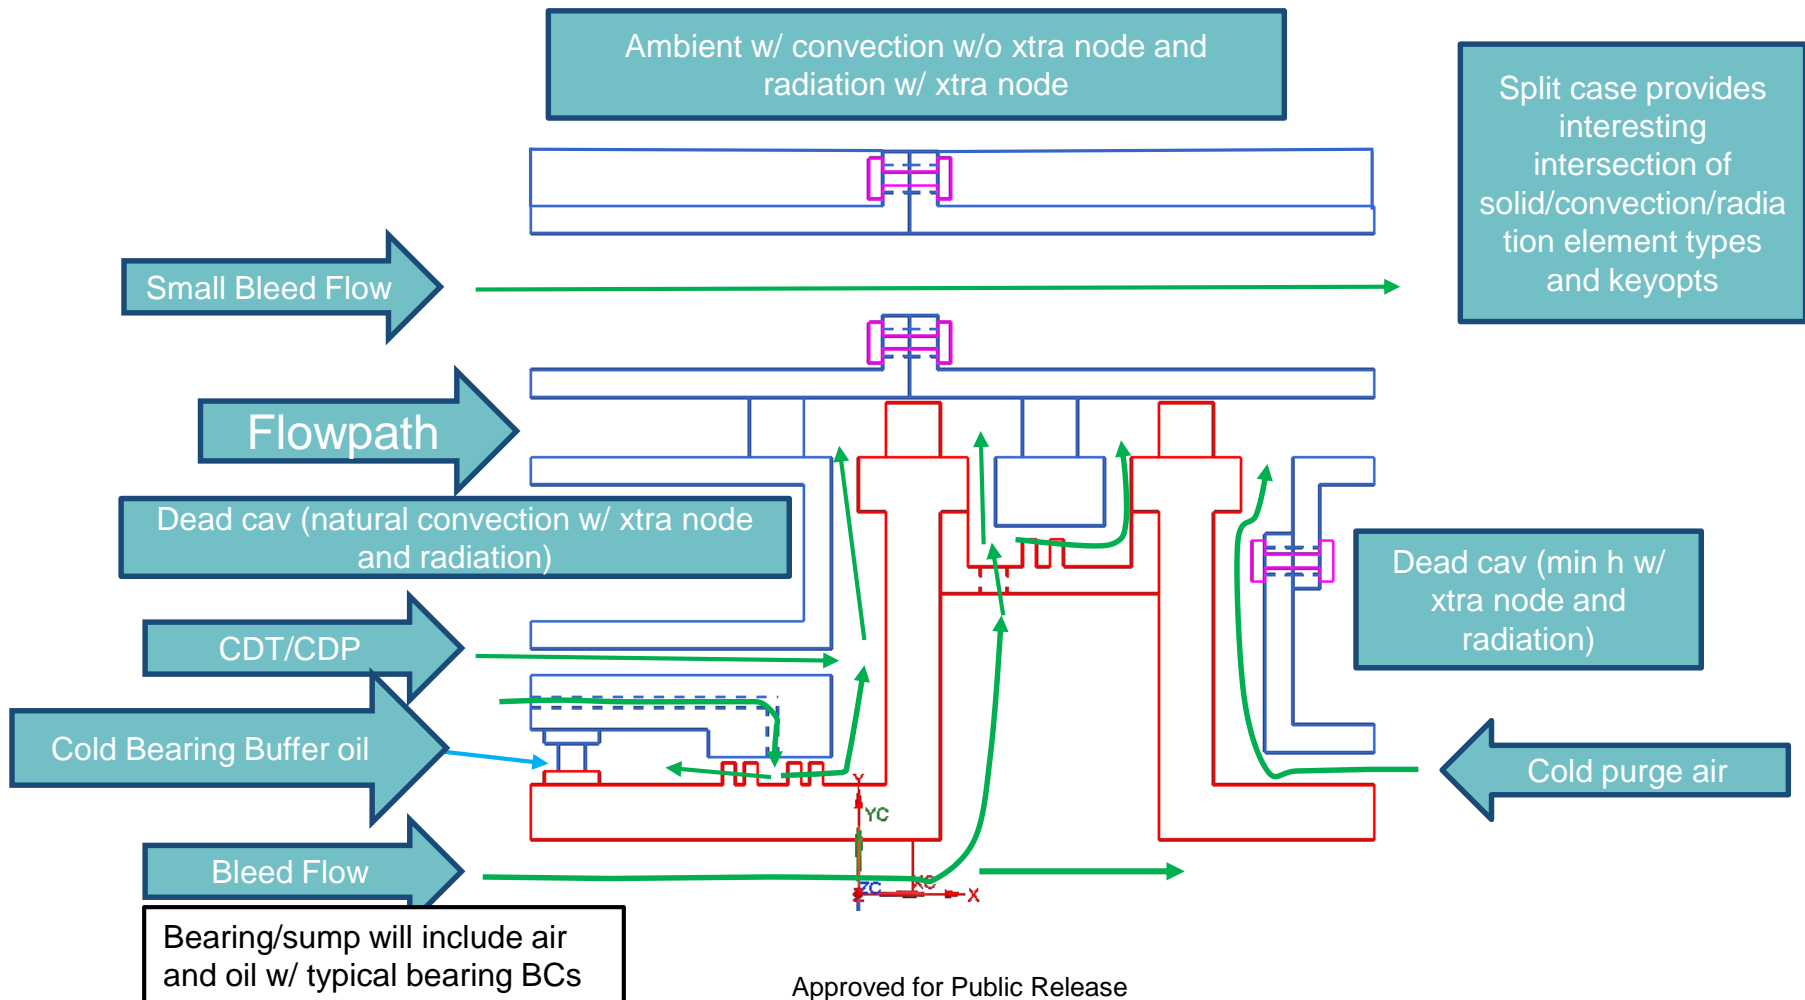 Ambient w/ convection w/o xtra node and
radiation w/ xtra node
Split case provides
interesting
intersection of
solid/convection/radia
tion element types
and keyopts
Small Bleed Flow
Flowpath
Dead cav (natural convection w/ xtra node
and radiation)
Dead cav (min h w/
xtra node and
radiation)
CDT/CDP
Cold Bearing Buffer oil
Cold purge air
Bleed Flow
Y
YC
ZC
Z
XC
X
Bearing/sump will include air
and oil w/ typical bearing BCs
Approved for Public Release